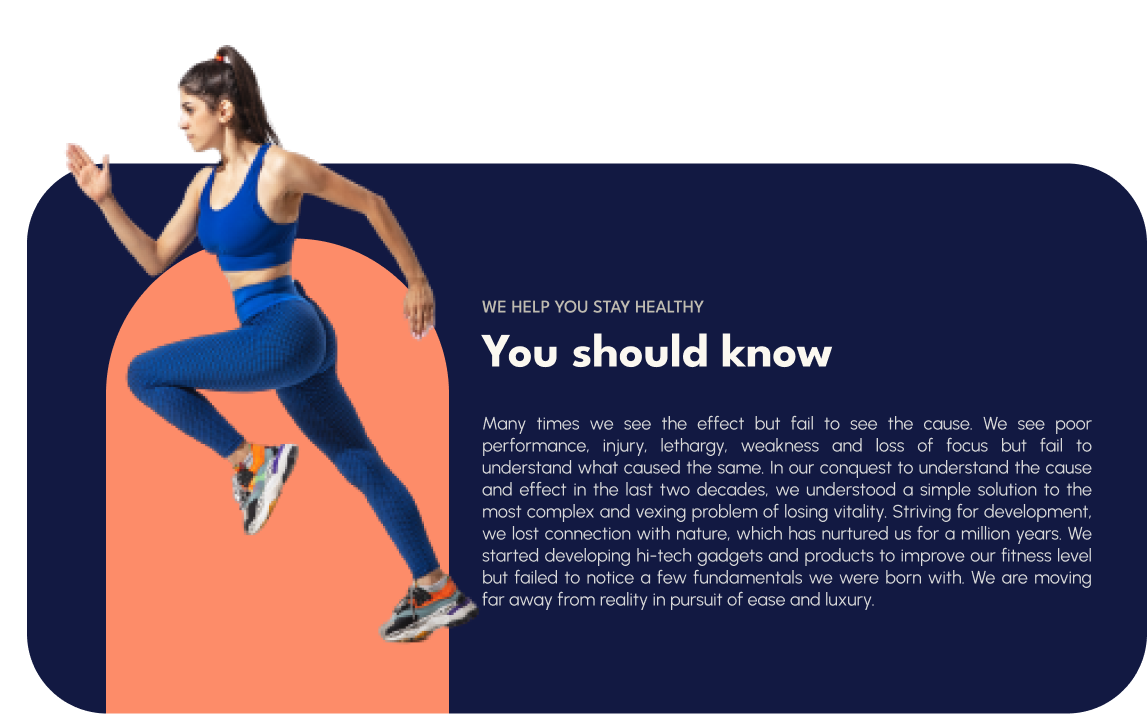 WE HELP YOU STAY HEALTHY
You should know
Many times we see the effect but fail to see the cause. We see poor
performance, injury, lethargy, weakness and loss of focus but fail to
understand what caused the same. In our conquest to understand the cause
and effect in the last two decades, we understood a simple solution to the
most complex and vexing problem of losing vitality. Striving for development,
we lost connection with nature, which has nurtured us for a million years. We
started developing hi-tech gadgets and products to improve our fitness level
but failed to notice a few fundamentals we were born with. We are moving
far away from reality in pursuit of ease and luxury.